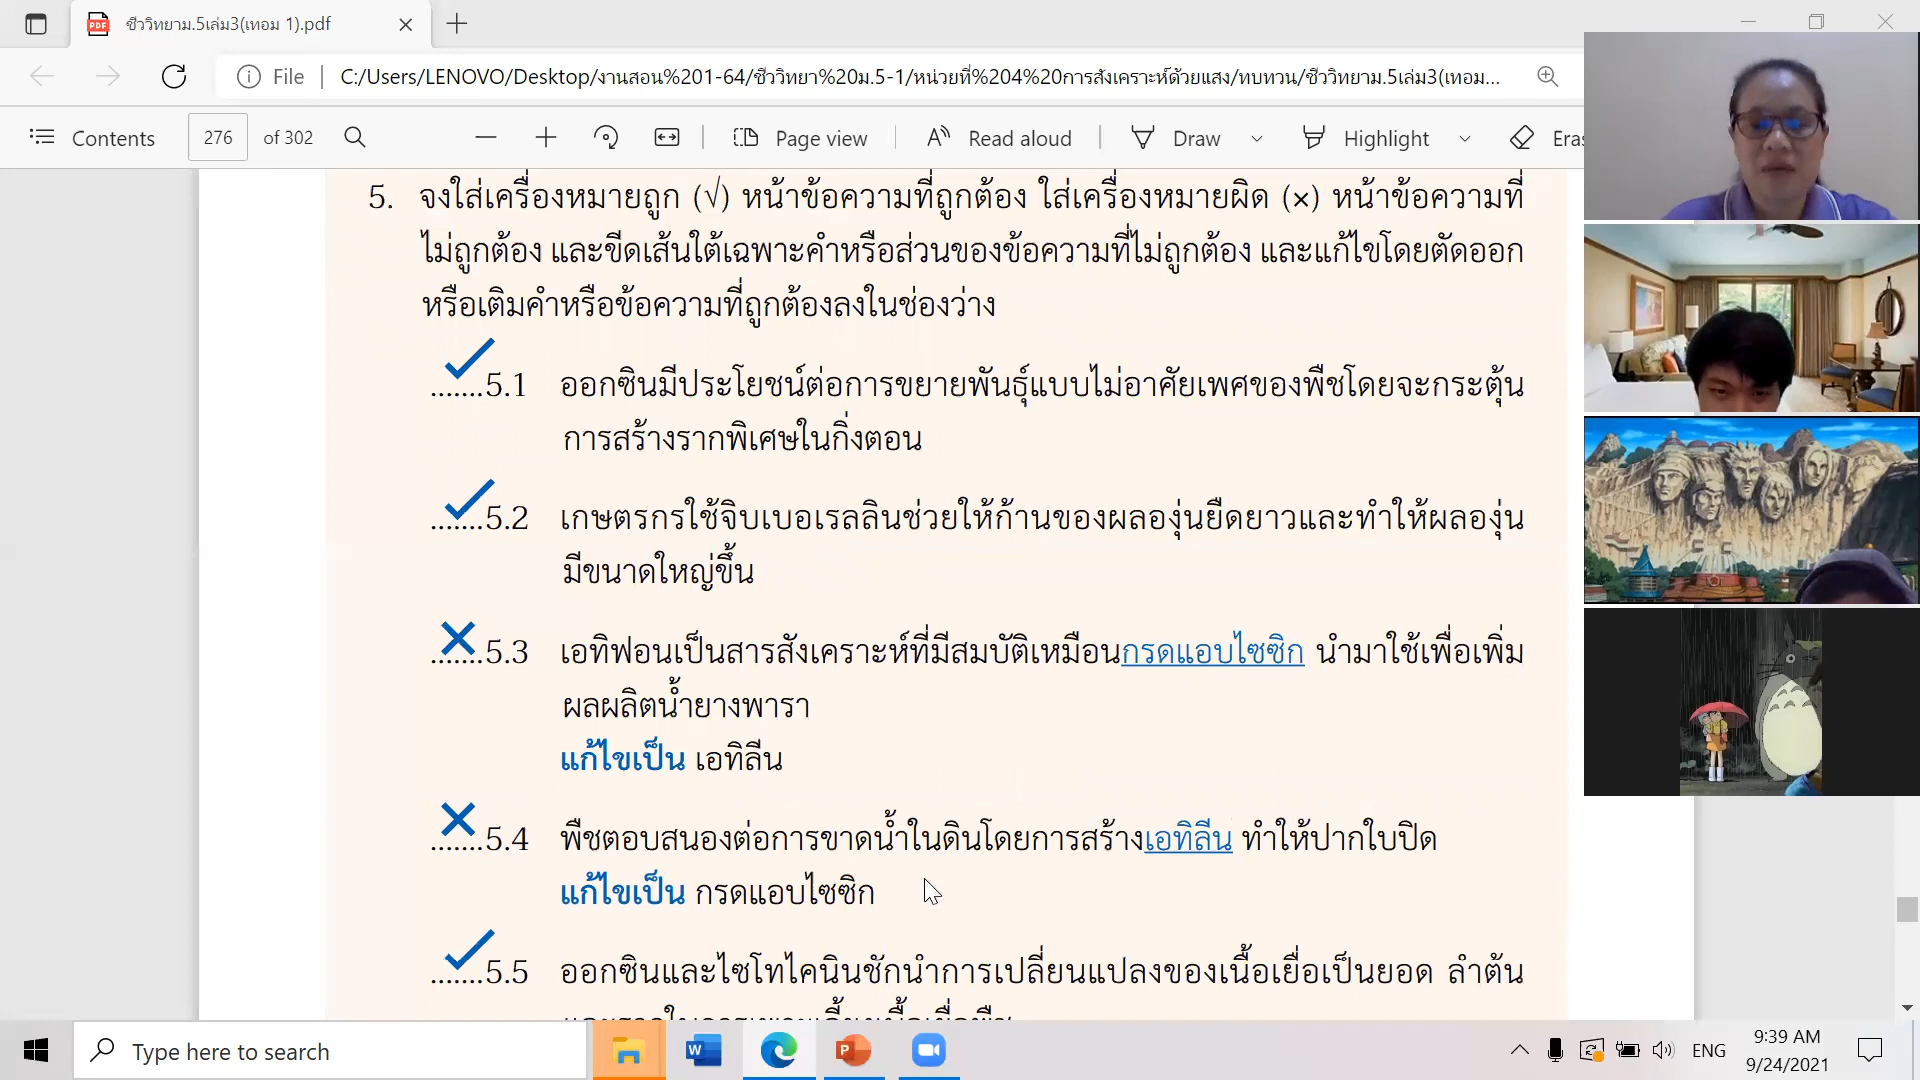 ชีววิทยาม.5เล่ม3(เทอม 1).pdf
File
C:/Users/LENOVO/Desktop/งานสอน%201-64/ชีววิทยา%20ม.5-1/หน่วยที่%204%20การสังเคราะห์ด้วยแสง/ทบทวน/ชีววิทยาม.5เล่ม3(เทอม...
Contents 276 of 302 Page view Read aloud Draw Highlight Eras
5. จงใส่เครื่องหมายถูก (√) หน้าข้อความที่ถูกต้อง ใส่เครื่องหมายผิด (×) หน้าข้อความที่
ไม่ถูกต้อง และขีดเส้นใต้เฉพาะคำหรือส่วนของข้อความที่ไม่ถูกต้อง และแก้ไขโดยตัดออก
หรือเติมคำหรือข้อความที่ถูกต้องลงในช่องว่าง
✓.......5.1 ออกซินมีประโยชน์ต่อการขยายพันธุ์แบบไม่อาศัยเพศของพืชโดยจะกระตุ้น
การสร้างรากพิเศษในกิ่งตอน
✓.......5.2 เกษตรกรใช้จิบเบอเรลลินช่วยให้ก้านของผลองุ่นยืดยาวและทำให้ผลองุ่น
มีขนาดใหญ่ขึ้น
✕.......5.3 เอทิฟอนเป็นสารสังเคราะห์ที่มีสมบัติเหมือนกรดแอบไซซิก นำมาใช้เพื่อเพิ่ม
ผลผลิตน้ำยางพารา
แก้ไขเป็น เอทิลีน
✕.......5.4 พืชตอบสนองต่อการขาดน้ำในดินโดยการสร้างเอทิลีน ทำให้ปากใบปิด
แก้ไขเป็น กรดแอบไซซิก
✓.......5.5 ออกซินและไซโทไคนินชักนำการเปลี่ยนแปลงของเนื้อเยื่อเป็นยอด ลำต้น
Type here to search
ENG
9:39 AM
9/24/2021